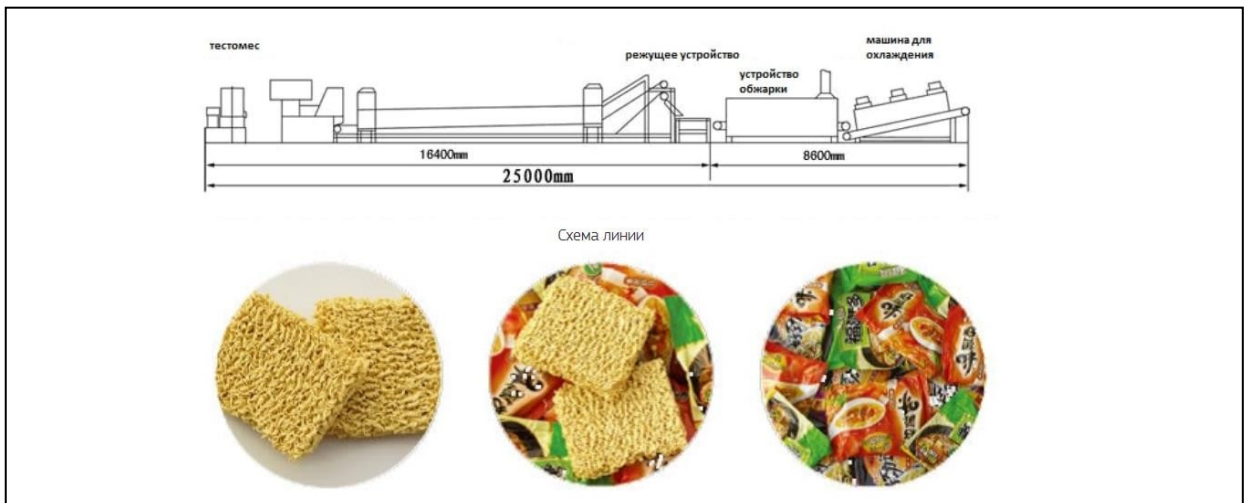 тестомес
режущее устройство
машина для
охлаждения
устройство
обжарки
16400mm
8600mm
25000mm
Схема линии